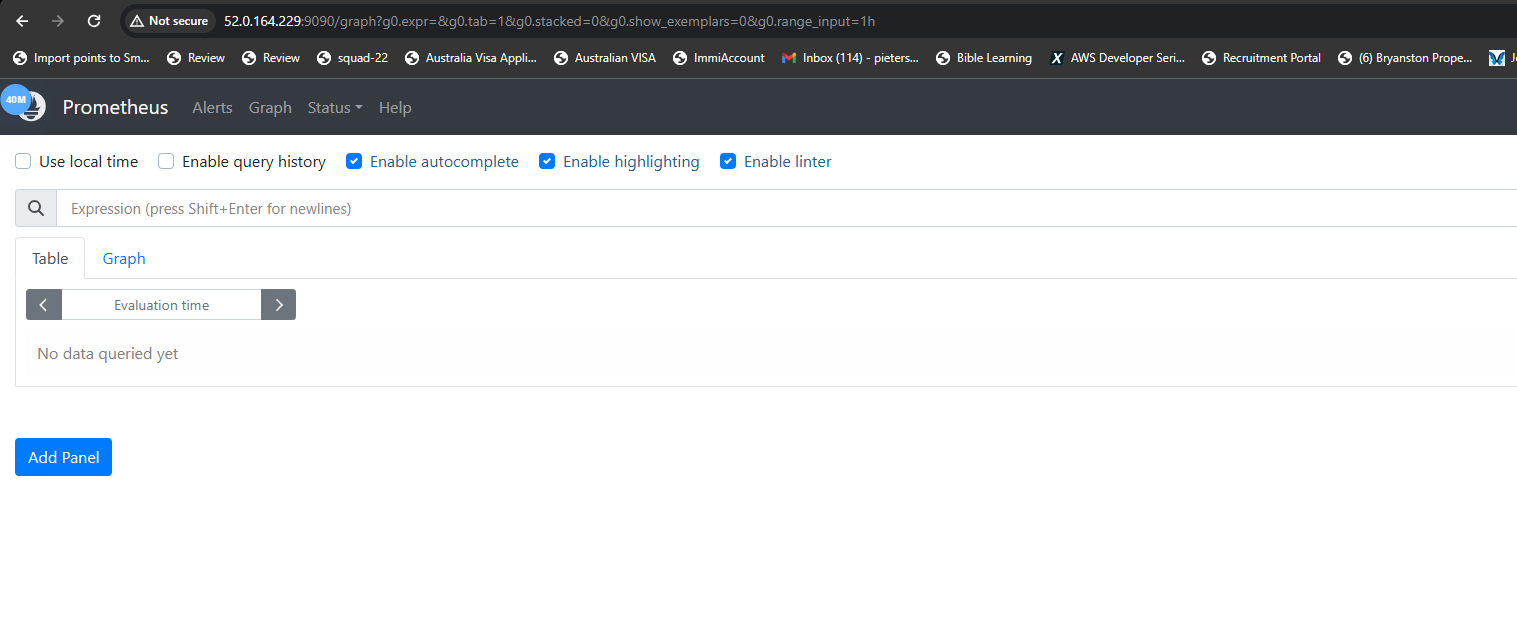 Not secure 52.0.164.229:9090/graph?g0.expr=&g0.tab=1&g0.stacked=0&g0.show_exemplars=0&g0.range_input=1h
Import points to Sm... Review Review squad-22 Australia Visa Appli... Australian VISA ImmiAccount Inbox (114) - pieters... Bible Learning AWS Developer Seri... Recruitment Portal (6) Bryanston Prope...
40M Prometheus Alerts Graph Status Help
Use local time Enable query history Enable autocomplete Enable highlighting Enable linter
Expression (press Shift+Enter for newlines)
Table Graph
Evaluation time
No data queried yet
Add Panel